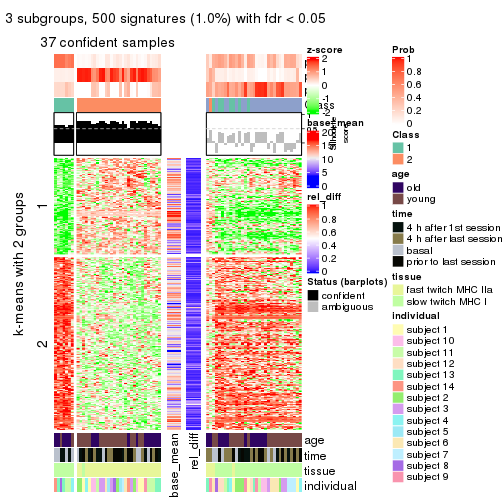 3 subgroups, 500 signatures (1.0%) with fdr < 0.05
37 confident samples
k-means with 2 groups
1
2
Class
age
time
tissue
individual
base_mean
rel_diff
z-score
2
1
0
-1
-2
base_mean
20
15
10
5
0
rel_diff
1
0.8
0.6
0.4
0.2
0
Status (barplots)
confident
ambiguous
Prob
1
0.8
0.6
0.4
0.2
0
Class
1
2
age
old
young
time
4 h after 1st session
4 h after last session
basal
prior to last session
tissue
fast twitch MHC IIa
slow twitch MHC I
individual
subject 1
subject 10
subject 11
subject 12
subject 13
subject 14
subject 2
subject 3
subject 4
subject 5
subject 6
subject 7
subject 8
subject 9